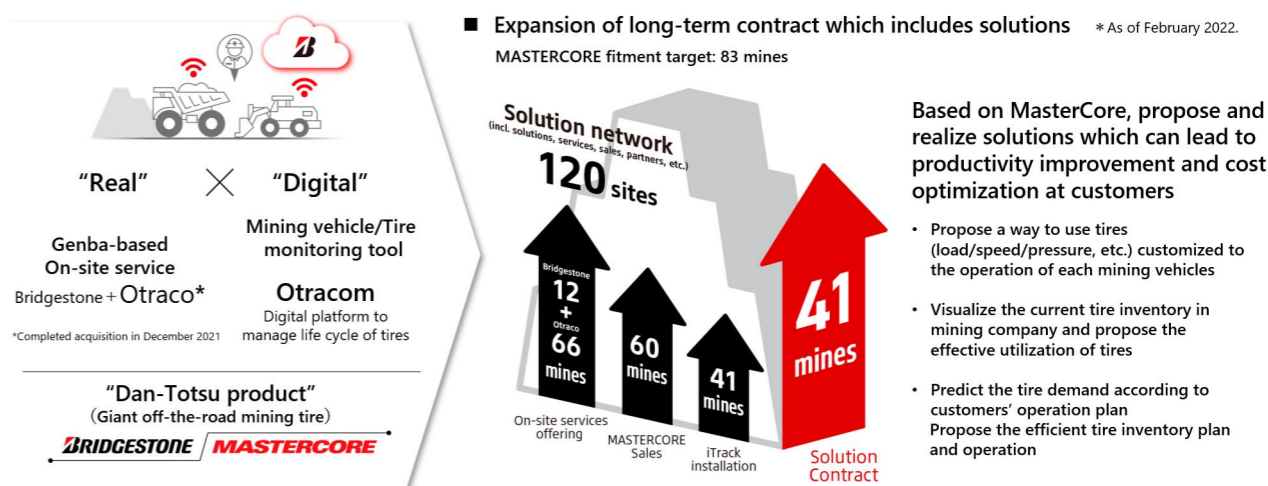 "Real"
"Digital"
Genba-based
On-site service
Bridgestone + Otraco*
*Completed acquisition in December 2021
Mining vehicle/Tire
monitoring tool
Otracom
Digital platform to
manage life cycle of tires
"Dan-Totsu product"
(Giant off-the-road mining tire)
BRIDGESTONE MASTERCORE
■ Expansion of long-term contract which includes solutions * As of February 2022.
MASTERCORE fitment target: 83 mines
Solution network
(incl. solutions, services, sales, partners, etc.)
120 sites
Bridgestone
12
+
Otraco
66
mines
On-site services
offering
60
mines
MASTERCORE
Sales
41
mines
iTrack
installation
41
mines
Solution
Contract
Based on MasterCore, propose and
realize solutions which can lead to
productivity improvement and cost
optimization at customers
• Propose a way to use tires
(load/speed/pressure, etc.) customized to
the operation of each mining vehicles
• Visualize the current tire inventory in
mining company and propose the
effective utilization of tires
• Predict the tire demand according to
customers' operation plan
Propose the efficient tire inventory plan
and operation